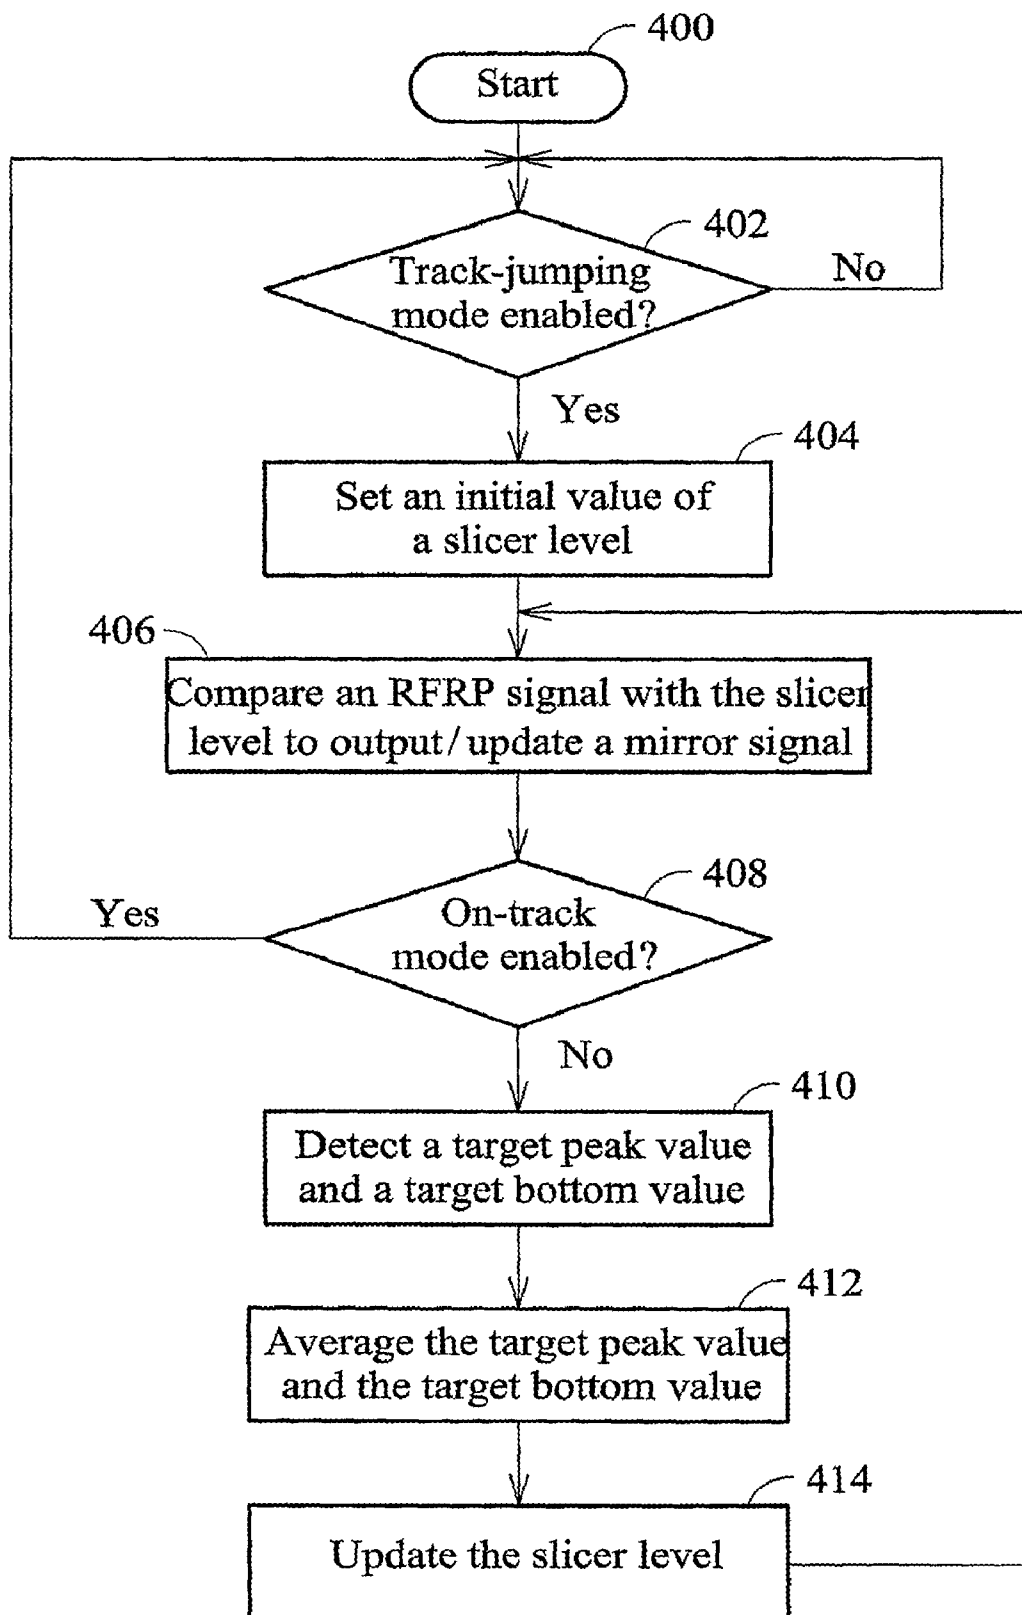 400
Start
402
Track-jumping
mode enabled?
No
Yes
404
Set an initial value of
a slicer level
406
Compare an RFRP signal with the slicer
level to output/update a mirror signal
408
On-track
mode enabled?
Yes
No
410
Detect a target peak value
and a target bottom value
412
Average the target peak value
and the target bottom value
414
Update the slicer level